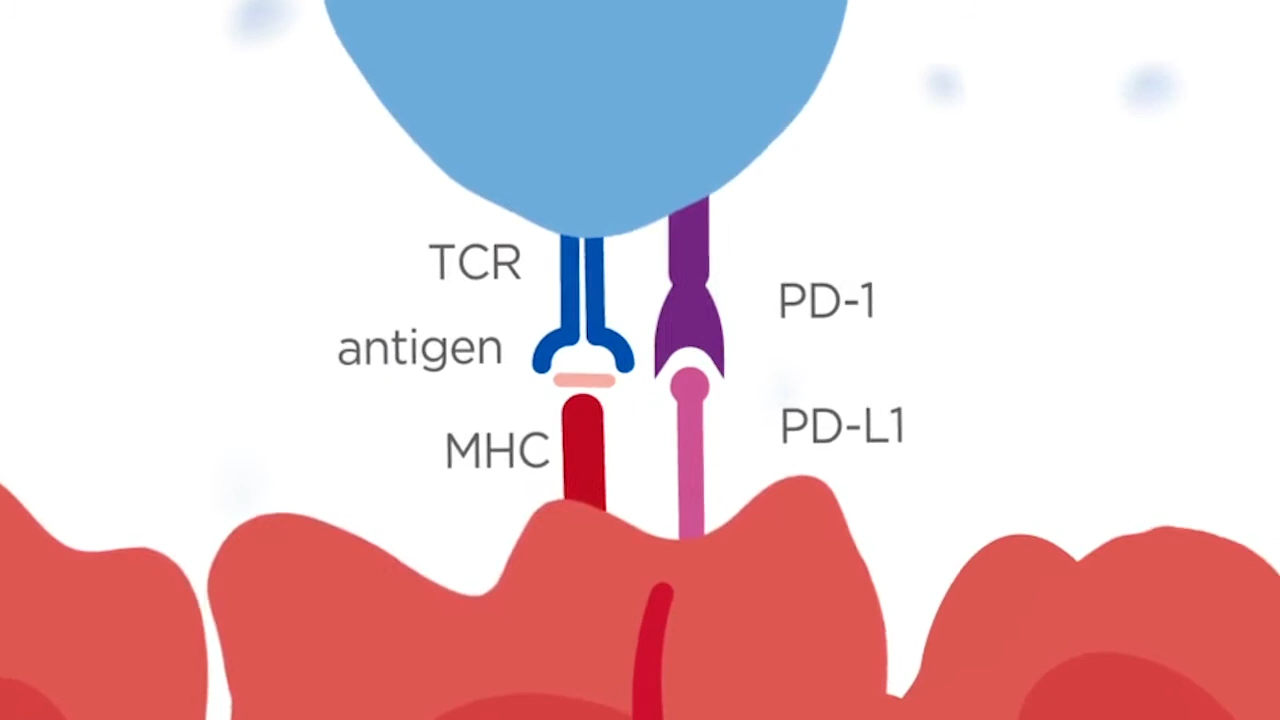 TCR
antigen
MHC
PD-1
PD-L1